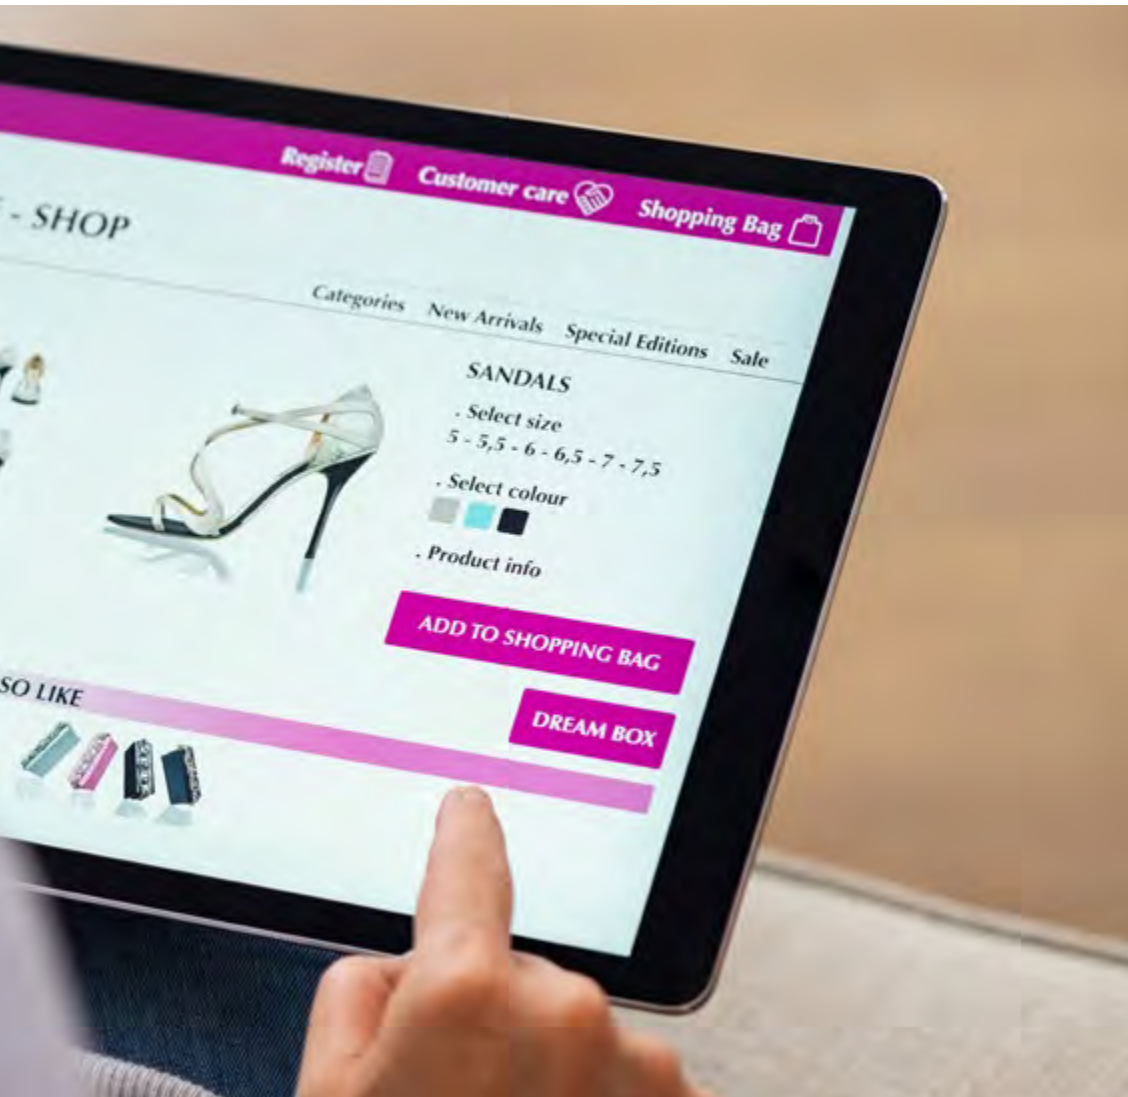 Register
Customer care
Shopping Bag
- SHOP
Categories New Arrivals Special Editions Sale
SANDALS
. Select size
5 - 5,5 - 6 - 6,5 - 7 - 7,5
. Select colour
. Product info
ADD TO SHOPPING BAG
DREAM BOX
SO LIKE